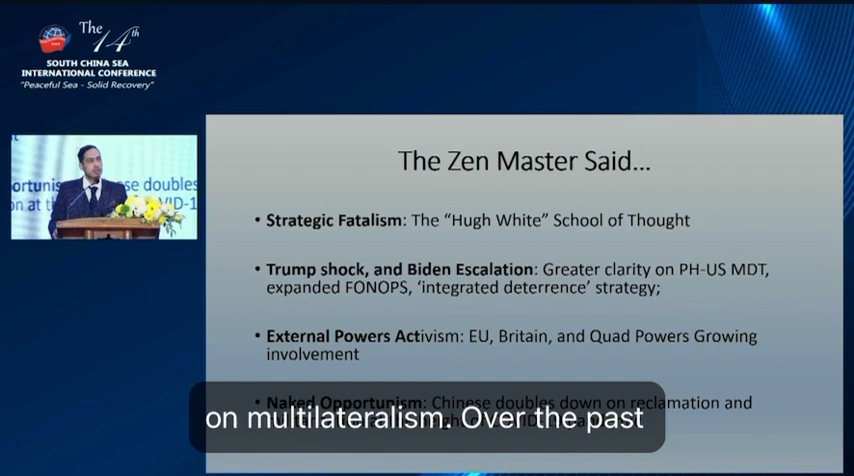 The
14th
SOUTH CHINA SEA
INTERNATIONAL CONFERENCE
"Peaceful Sea - Solid Recovery"
ese doubles
The Zen Master Said...
• Strategic Fatalism: The “Hugh White” School of Thought
• Trump shock, and Biden Escalation: Greater clarity on PH-US MDT,
expanded FONOPS, ‘integrated deterrence’ strategy;
• External Powers Activism: EU, Britain, and Quad Powers Growing
involvement
• Naked Opportunism: Chinese doubles down on reclamation and
on multilateralism. Over the past